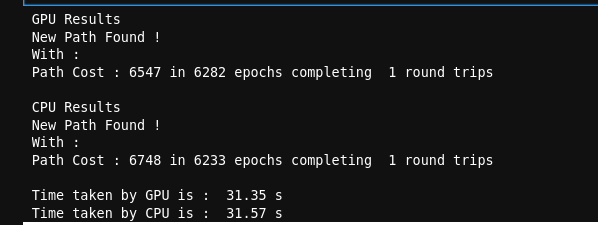 GPU Results
New Path Found !
With :
Path Cost : 6547 in 6282 epochs completing  1 round trips
CPU Results
New Path Found !
With :
Path Cost : 6748 in 6233 epochs completing  1 round trips
Time taken by GPU is :  31.35 s
Time taken by CPU is :  31.57 s